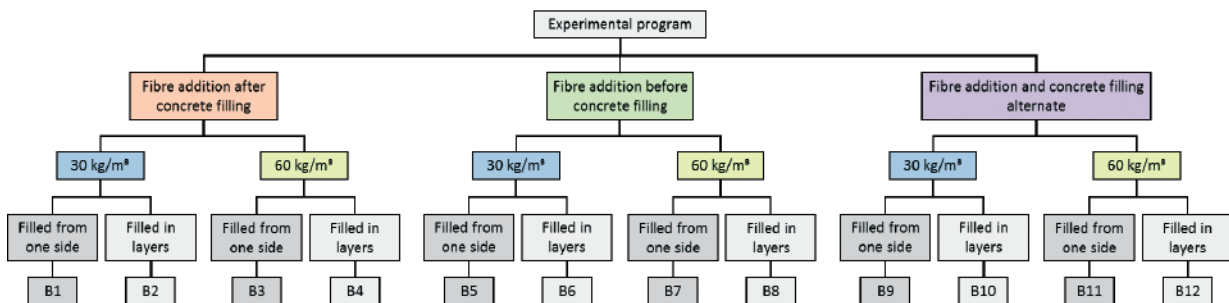 Experimental program
Fibre addition after
concrete filling
Fibre addition before
concrete filling
Fibre addition and concrete filling
alternate
30 kg/m³
60 kg/m³
30 kg/m³
60 kg/m³
30 kg/m³
60 kg/m³
Filled from
one side
Filled in
layers
Filled from
one side
Filled in
layers
Filled from
one side
Filled in
layers
Filled from
one side
Filled in
layers
Filled from
one side
Filled in
layers
Filled from
one side
Filled in
layers
B1
B2
B3
B4
B5
B6
B7
B8
B9
B10
B11
B12